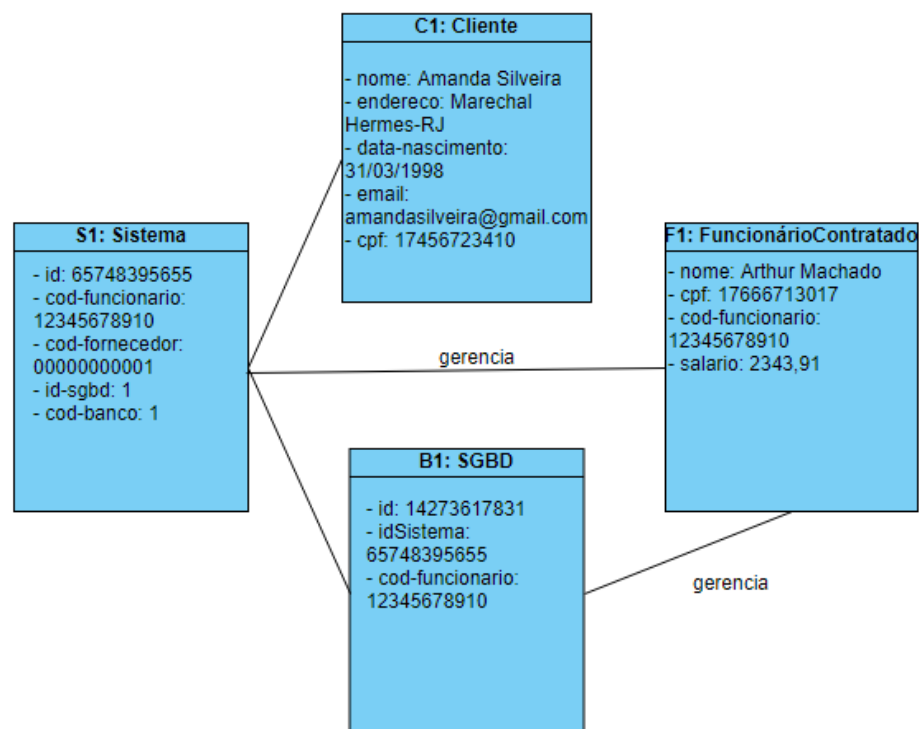 C1: Cliente
- nome: Amanda Silveira
- endereco: Marechal
Hermes-RJ
- data-nascimento:
31/03/1998
- email:
amandasilveira@gmail.com
- cpf: 17456723410
S1: Sistema
- id: 65748395655
- cod-funcionario:
12345678910
- cod-fornecedor:
00000000001
- id-sgbd: 1
- cod-banco: 1
gerencia
F1: FuncionárioContratado
- nome: Arthur Machado
- cpf: 17666713017
- cod-funcionario:
12345678910
- salario: 2343,91
B1: SGBD
- id: 14273617831
- idSistema:
65748395655
- cod-funcionario:
12345678910
gerencia